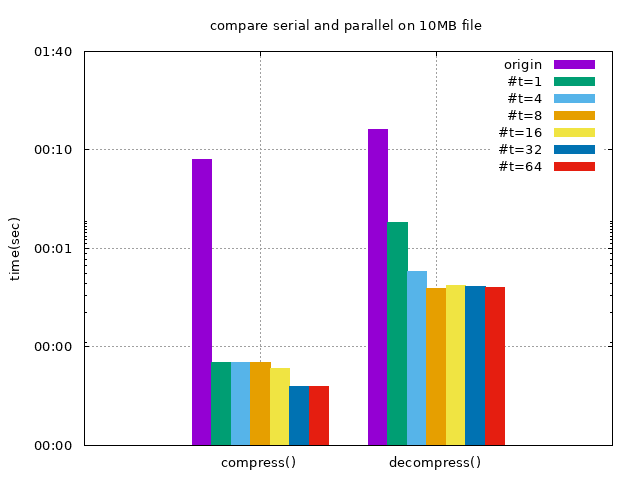 compare serial and parallel on 10MB file
01:40
00:10
00:01
00:00
00:00
time(sec)
origin
#t=1
#t=4
#t=8
#t=16
#t=32
#t=64
compress()
decompress()